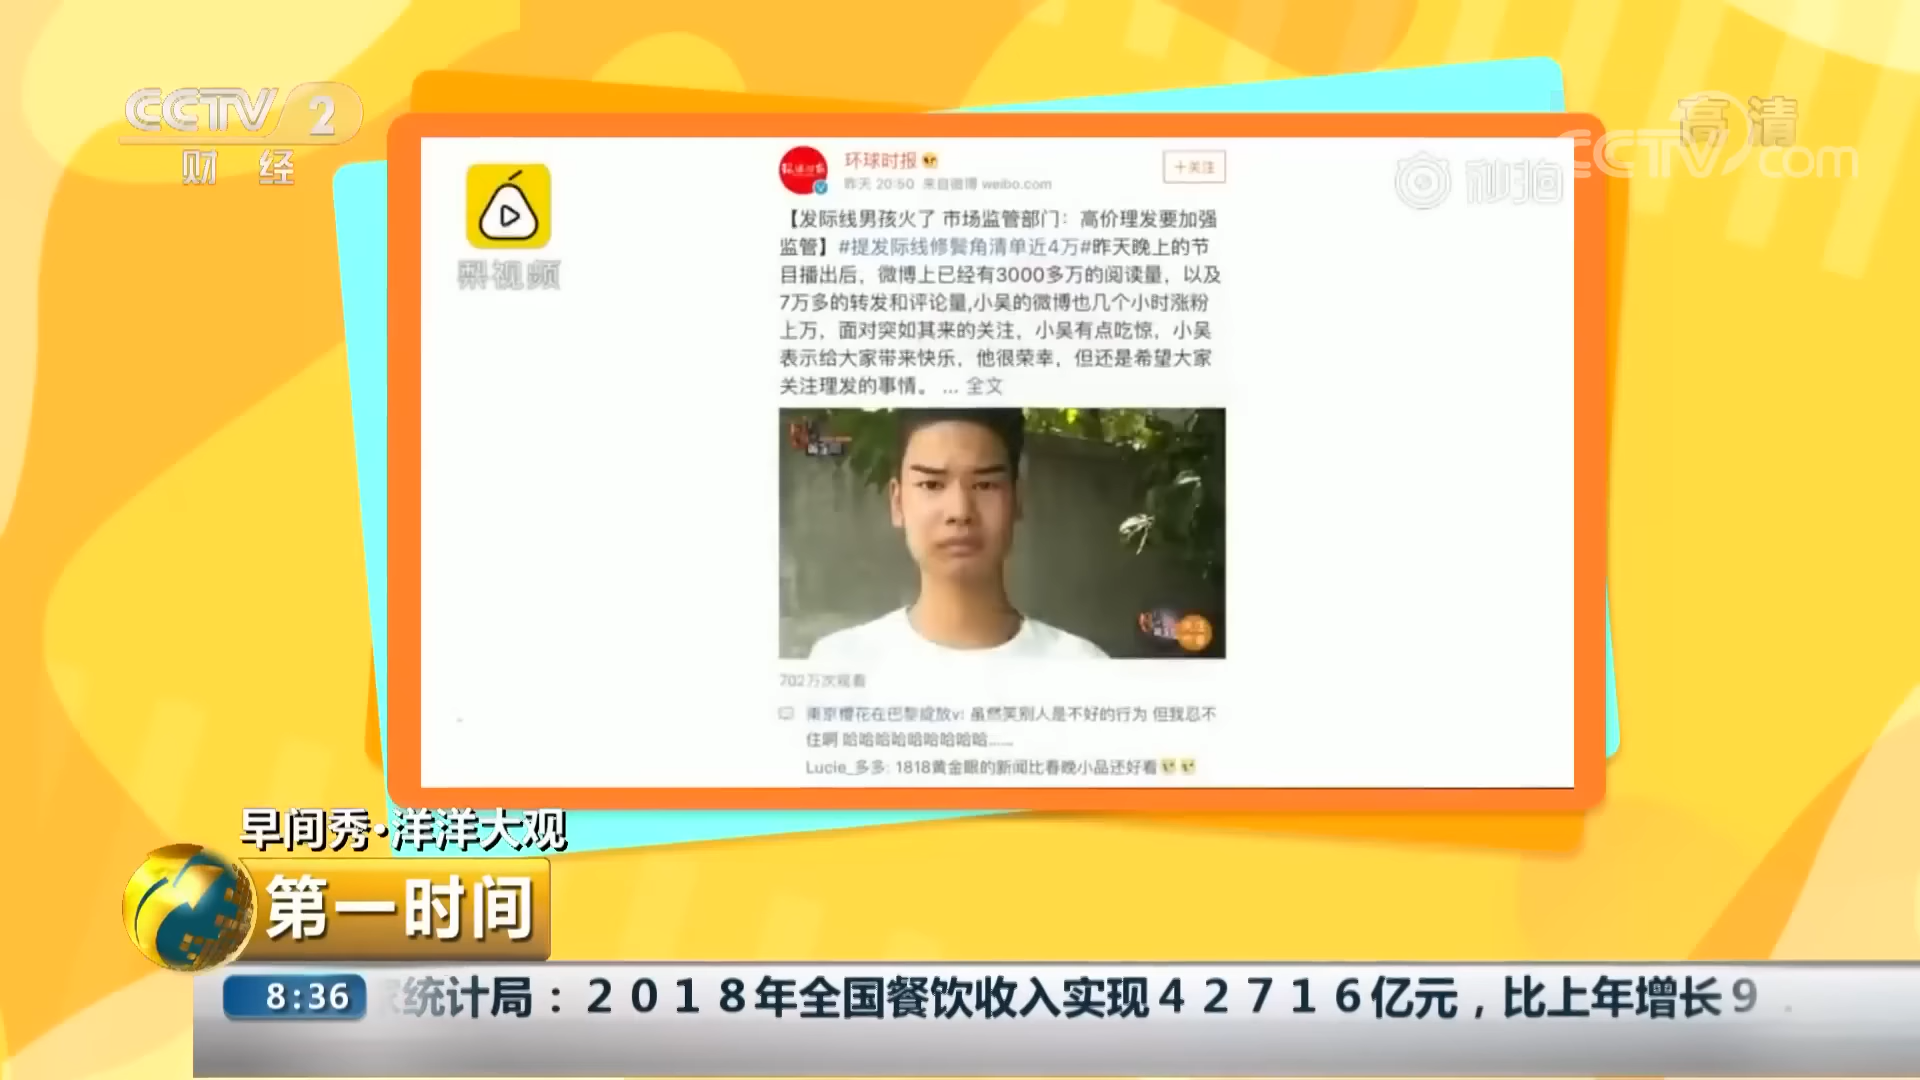 CCTV 2
财 经
高清
CCTV.com
秒拍
梨视频
环球时报
昨天 20:50 来自微博 weibo.com
+关注
【发际线男孩火了 市场监管部门：高价理发要加强
监管】#提发际线修鬓角清单近4万#昨天晚上的节
目播出后，微博上已经有3000多万的阅读量，以及
7万多的转发和评论量,小吴的微博也几个小时涨粉
上万，面对突如其来的关注，小吴有点吃惊，小吴
表示给大家带来快乐，他很荣幸，但还是希望大家
关注理发的事情。 ... 全文
702万次观看
東京樱花在巴黎绽放v: 虽然笑别人是不好的行为 但我忍不
住啊 哈哈哈哈哈哈哈哈哈......
Lucie_多多: 1818黄金眼的新闻比春晚小品还好看
早间秀·洋洋大观
第一时间
8:36
统计局：2018年全国餐饮收入实现42716亿元，比上年增长9.